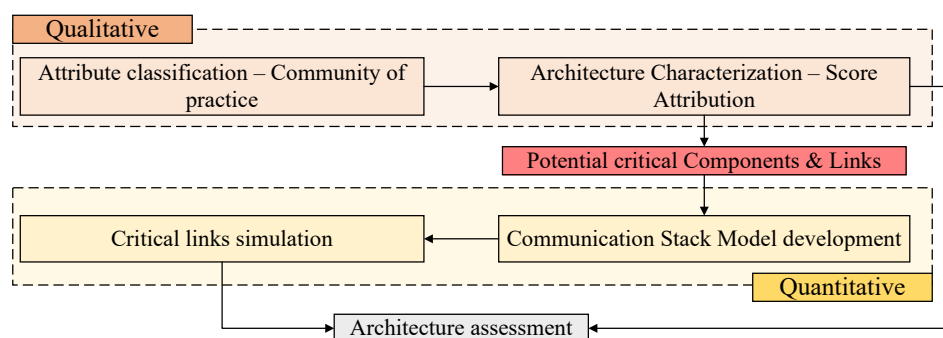 Qualitative
Attribute classification – Community of
practice
Architecture Characterization – Score
Attribution
Potential critical Components & Links
Critical links simulation
Communication Stack Model development
Quantitative
Architecture assessment